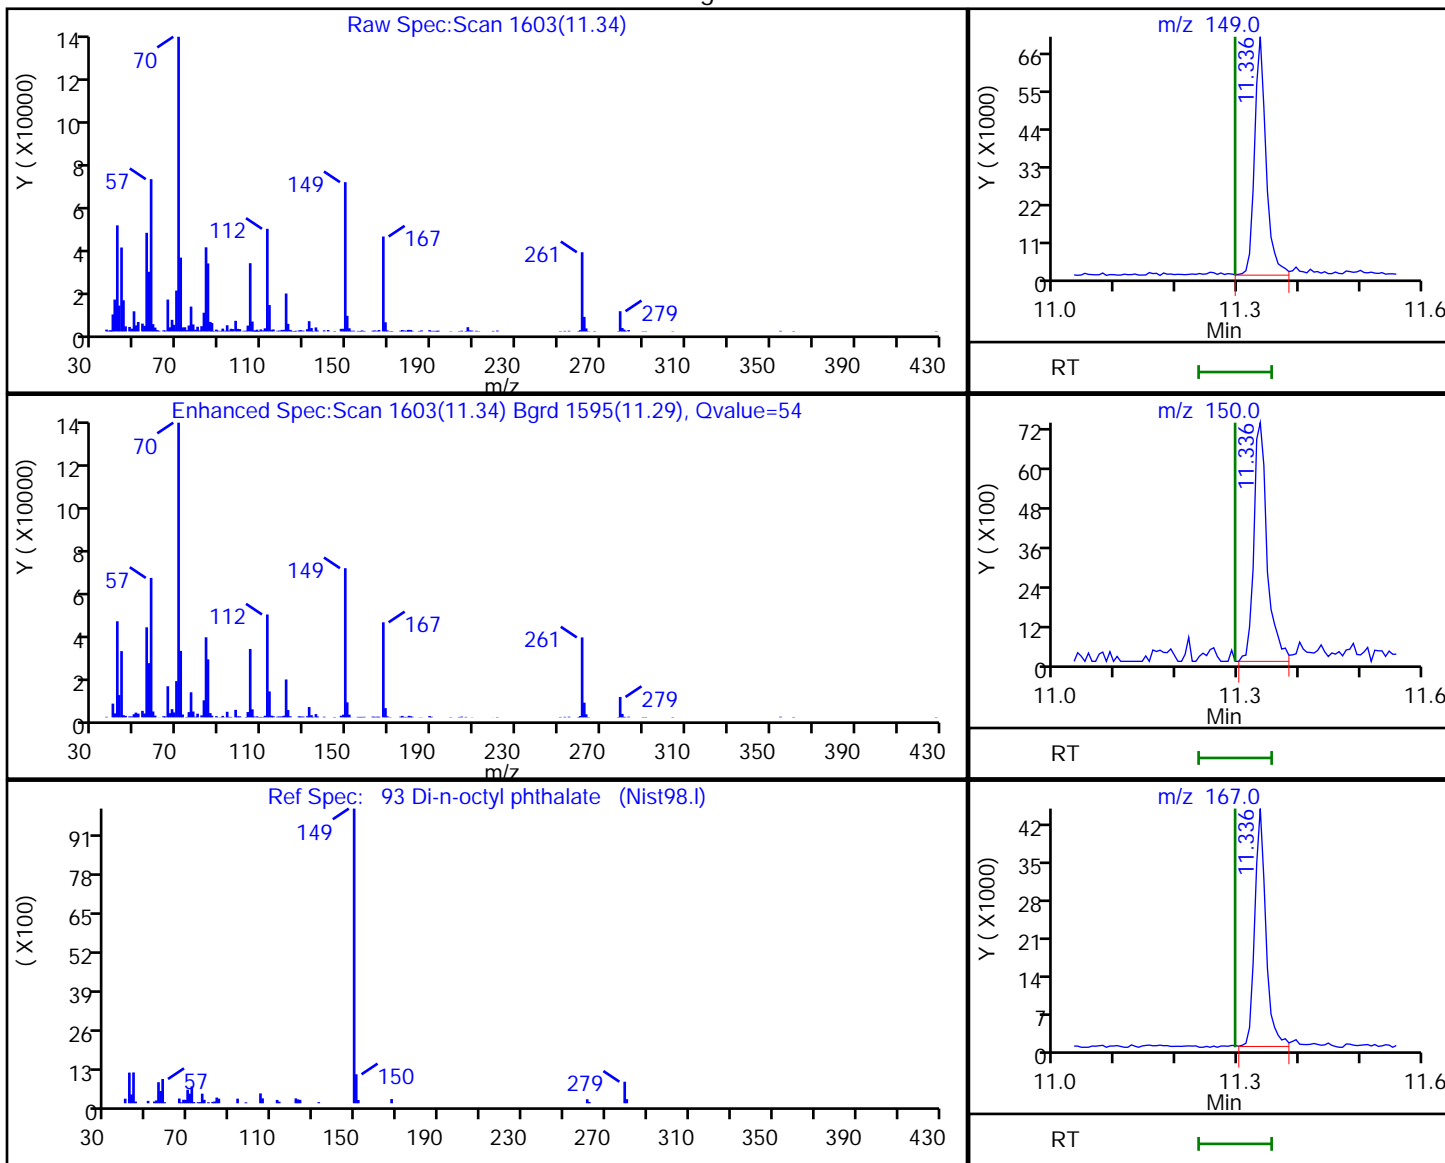 Raw Spec:Scan 1603(11.34)
Y ( X10000)
14
12
10
8
6
4
2
0
70
57
112
149
167
261
279
30 70 110 150 190 230 270 310 350 390 430
m/z
m/z 149.0
Y ( X1000)
66
55
44
33
22
11
0
11.336
11.0 11.3 11.6
Min
RT
Enhanced Spec:Scan 1603(11.34) Bgrd 1595(11.29), Qvalue=54
Y ( X10000)
14
12
10
8
6
4
2
0
70
57
112
149
167
261
279
30 70 110 150 190 230 270 310 350 390 430
m/z
m/z 150.0
Y ( X100)
72
60
48
36
24
12
0
11.336
11.0 11.3 11.6
Min
RT
Ref Spec: 93 Di-n-octyl phthalate (Nist98.l)
( X100)
91
78
65
52
39
26
13
0
149
57
150
279
30 70 110 150 190 230 270 310 350 390 430
m/z 167.0
Y ( X1000)
42
35
28
21
14
7
0
11.336
11.0 11.3 11.6
Min
RT